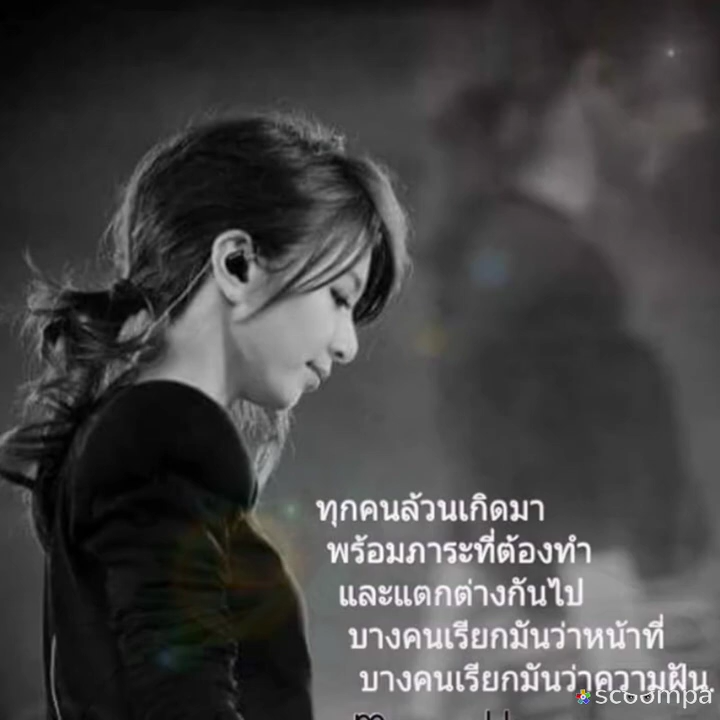 ทุกคนล้วนเกิดมา
พร้อมภาระที่ต้องทำ
และแตกต่างกันไป
บางคนเรียกมันว่าหน้าที่
บางคนเรียกมันว่าความฝัน.
scoompa